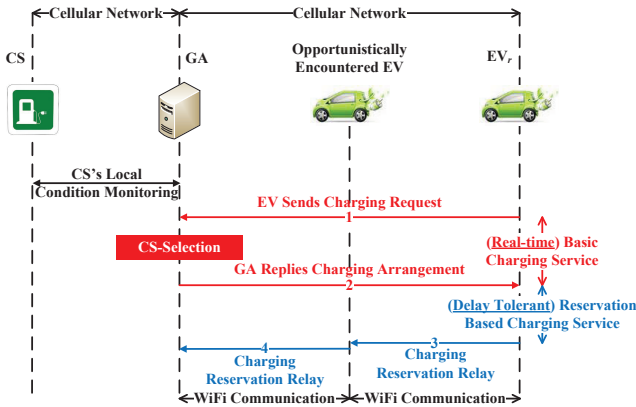 Cellular Network
Cellular Network
CS
GA
Opportunistically
Encountered EV
EVr
CS's Local
Condition Monitoring
EV Sends Charging Request
1
CS-Selection
(Real-time) Basic
Charging Service
GA Replies Charging Arrangement
2
(Delay Tolerant) Reservation
Based Charging Service
4
3
Charging
Reservation Relay
Charging
Reservation Relay
WiFi Communication
WiFi Communication